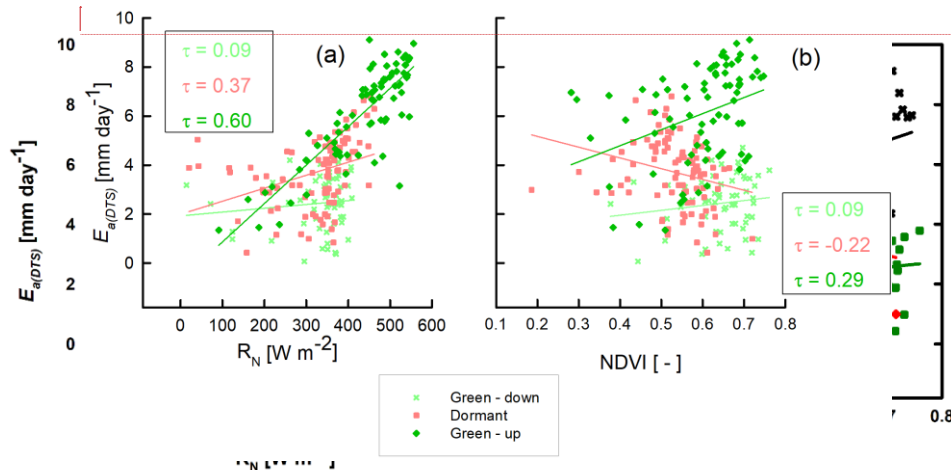 10
8
6
4
2
0
E_a(DTS) [mm day⁻¹]
10
8
6
4
2
0
E_a(DTS) [mm day⁻¹]
(a)
τ = 0.09
τ = 0.37
τ = 0.60
0 100 200 300 400 500 600
R_N [W m⁻²]
(b)
τ = 0.09
τ = -0.22
τ = 0.29
0.1 0.2 0.3 0.4 0.5 0.6 0.7 0.8
NDVI [ - ]
0.8
Green - down
Dormant
Green - up